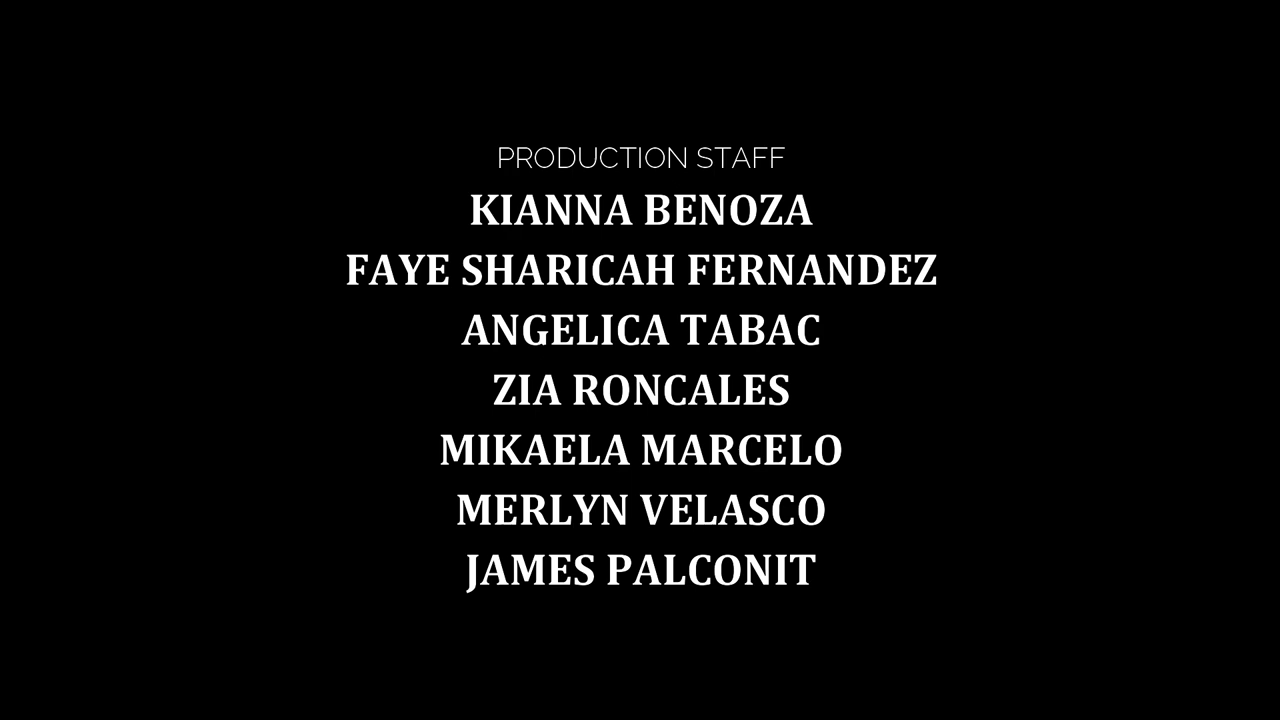 PRODUCTION STAFF
KIANNA BENOZA
FAYE SHARICAH FERNANDEZ
ANGELICA TABAC
ZIA RONCALES
MIKAELA MARCELO
MERLYN VELASCO
JAMES PALCONIT